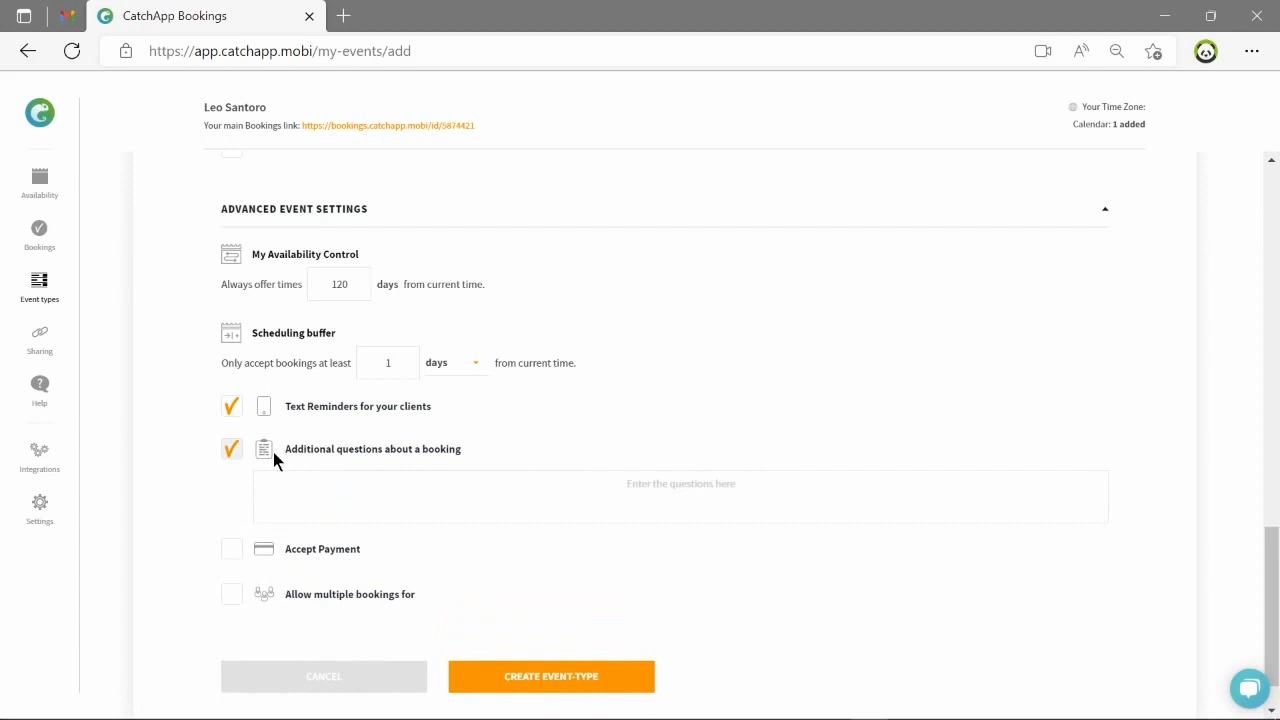 CatchApp Bookings
https://app.catchapp.mobi/my-events/add
Leo Santoro
Your main Bookings link: https://bookings.catchapp.mobi/id/5874421
Your Time Zone:
Calendar: 1 added
Availability
Bookings
Event types
Sharing
Help
Integrations
Settings
ADVANCED EVENT SETTINGS
My Availability Control
Always offer times 120 days from current time.
Scheduling buffer
Only accept bookings at least 1 days from current time.
Text Reminders for your clients
Additional questions about a booking
Enter the questions here
Accept Payment
Allow multiple bookings for
CANCEL
CREATE EVENT-TYPE